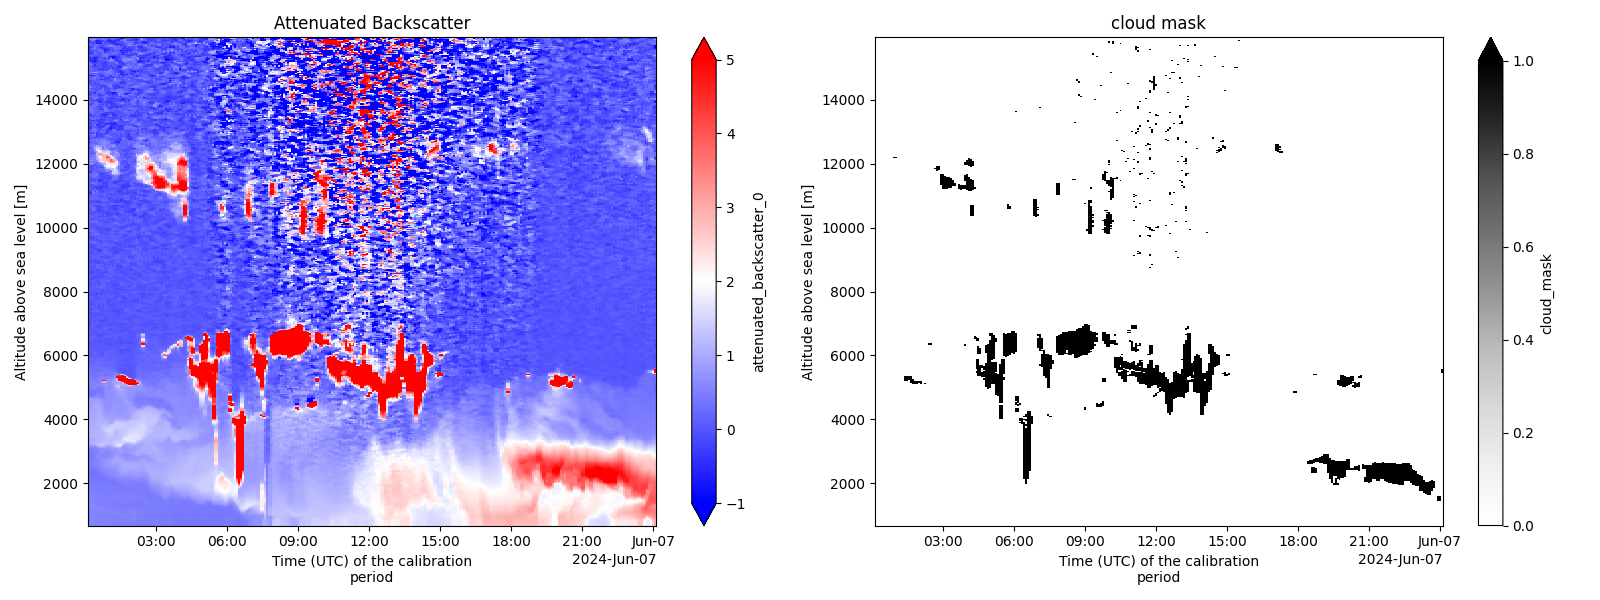 Attenuated Backscatter
14000
12000
10000
8000
6000
4000
2000
Altitude above sea level [m]
03:00 06:00 09:00 12:00 15:00 18:00 21:00 Jun-07
2024-Jun-07
Time (UTC) of the calibration
period
5
4
3
2
1
0
−1
attenuated_backscatter_0
cloud mask
14000
12000
10000
8000
6000
4000
2000
Altitude above sea level [m]
03:00 06:00 09:00 12:00 15:00 18:00 21:00 Jun-07
2024-Jun-07
Time (UTC) of the calibration
period
1.0
0.8
0.6
0.4
0.2
0.0
cloud_mask